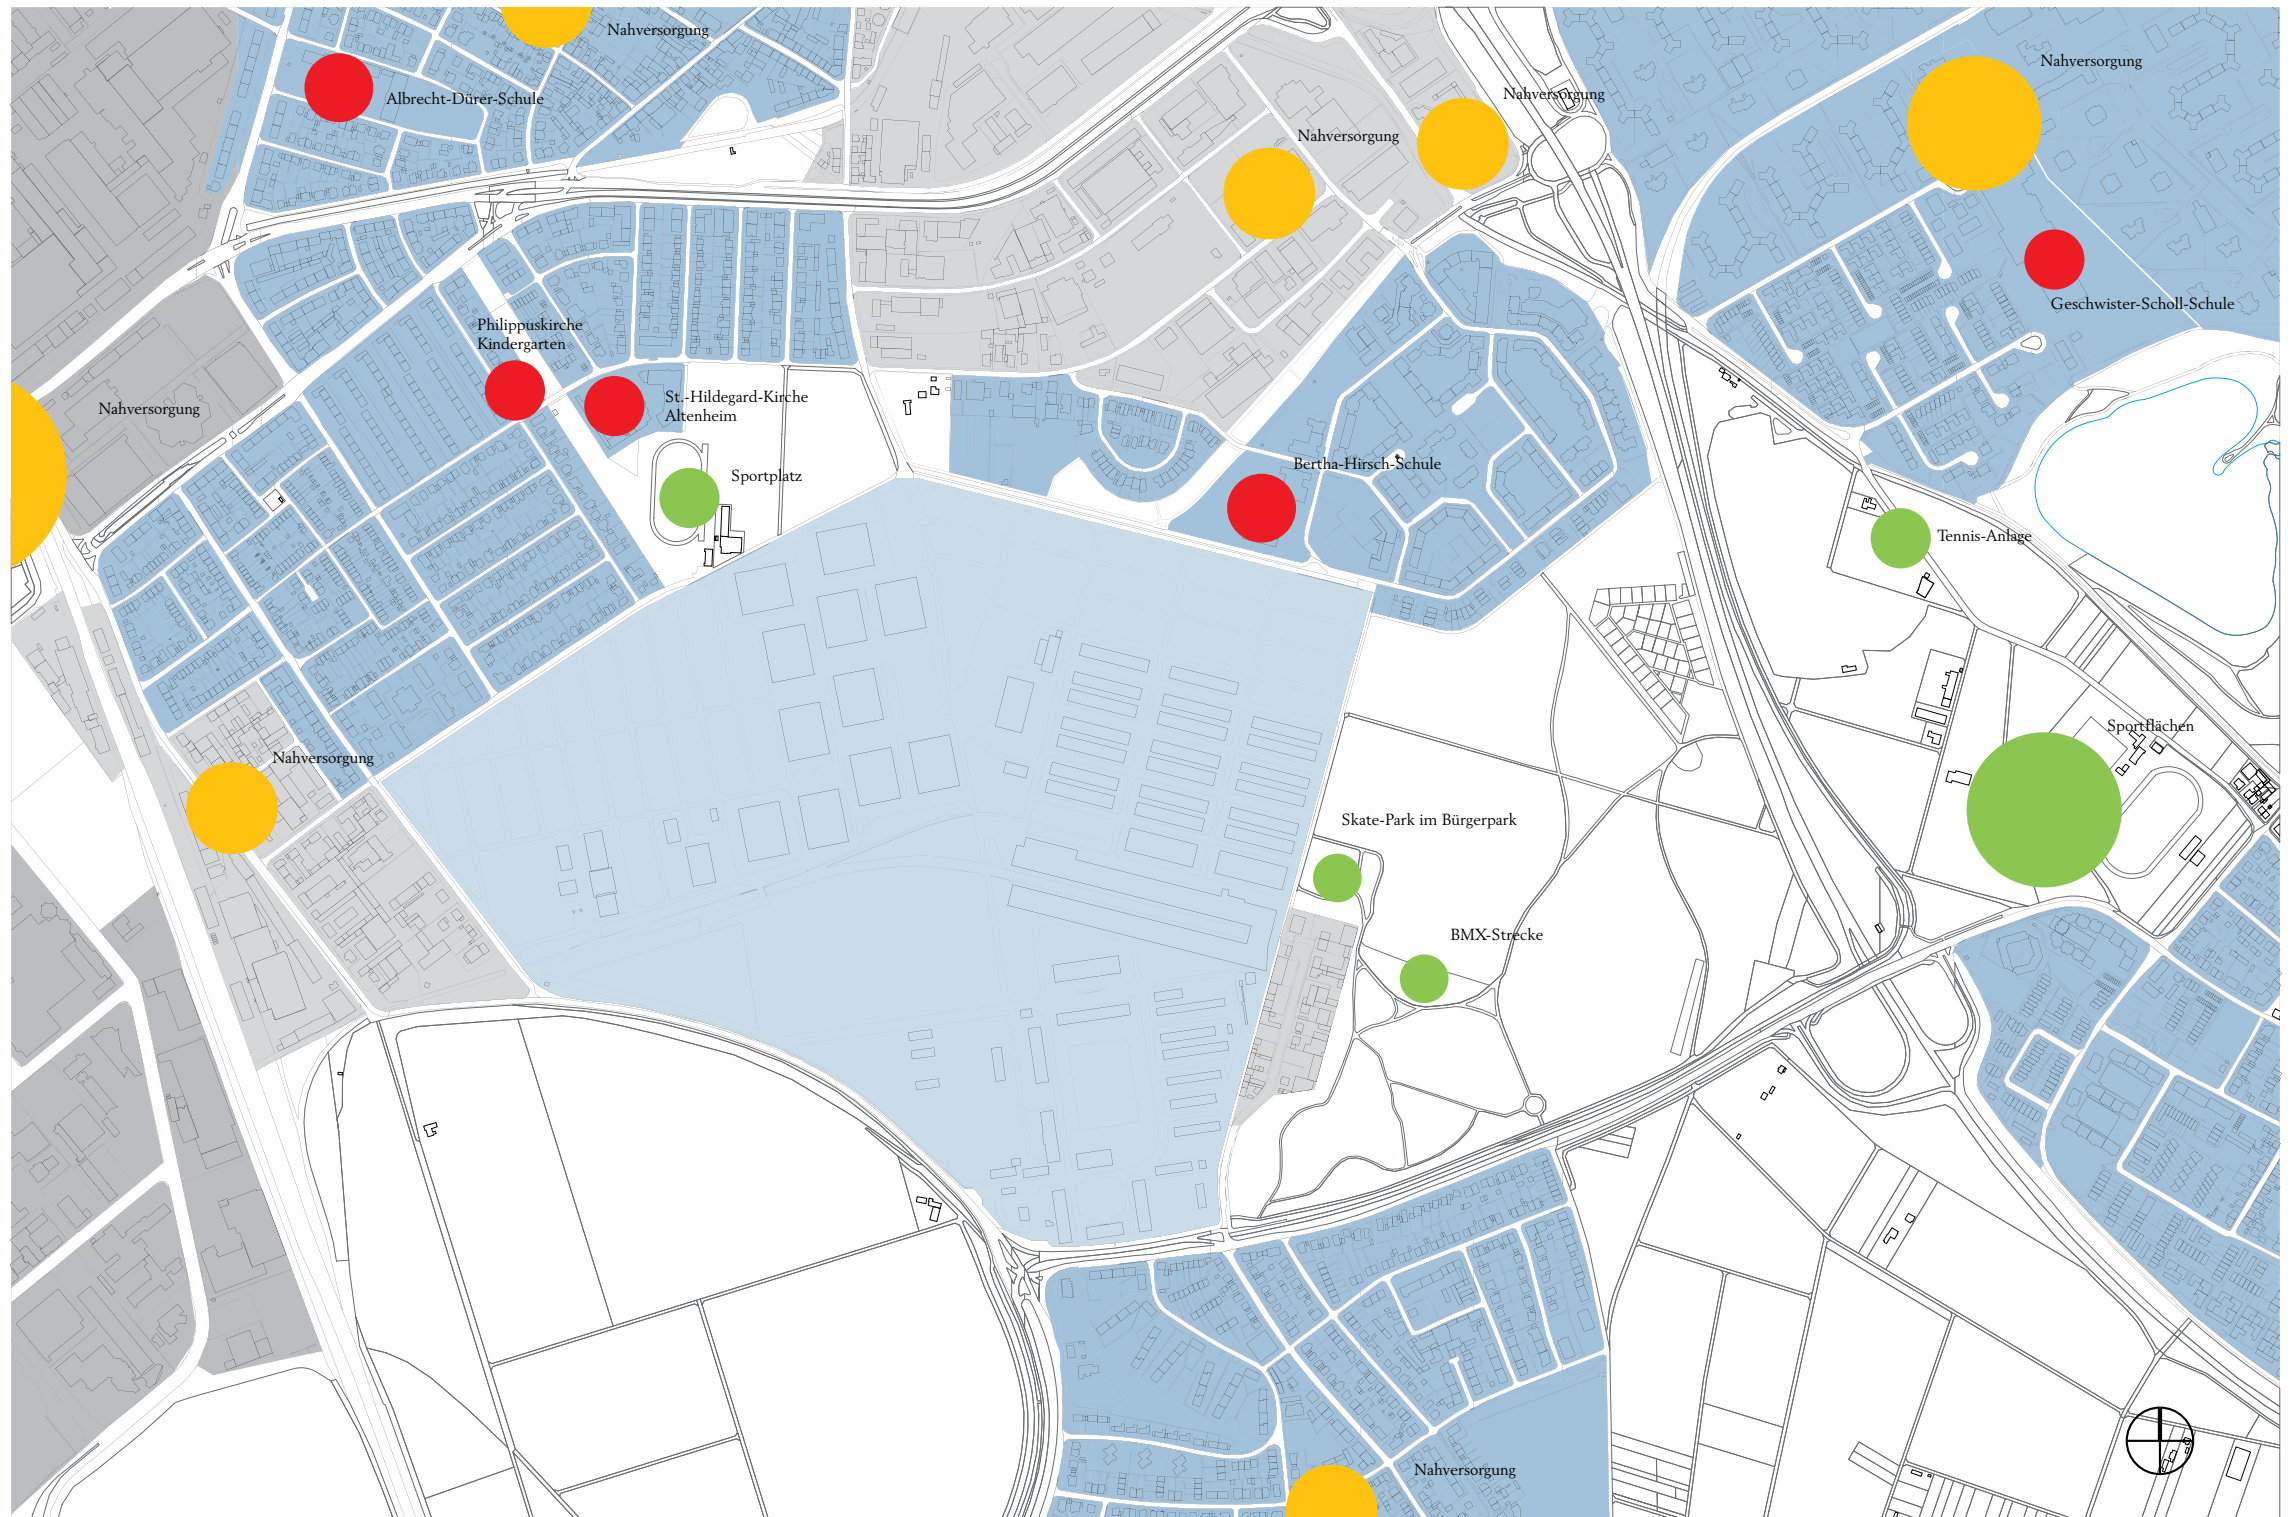 Nahversorgung
Nahversorgung
Nahversorgung
Albrecht-Dürer-Schule
Nahversorgung
Geschwister-Scholl-Schule
Philippuskirche
Kindergarten
St.-Hildegard-Kirche
Altenheim
Nahversorgung
Bertha-Hirsch-Schule
Sportplatz
Tennis-Anlage
Sportflächen
Nahversorgung
Skate-Park im Bürgerpark
BMX-Strecke
Nahversorgung